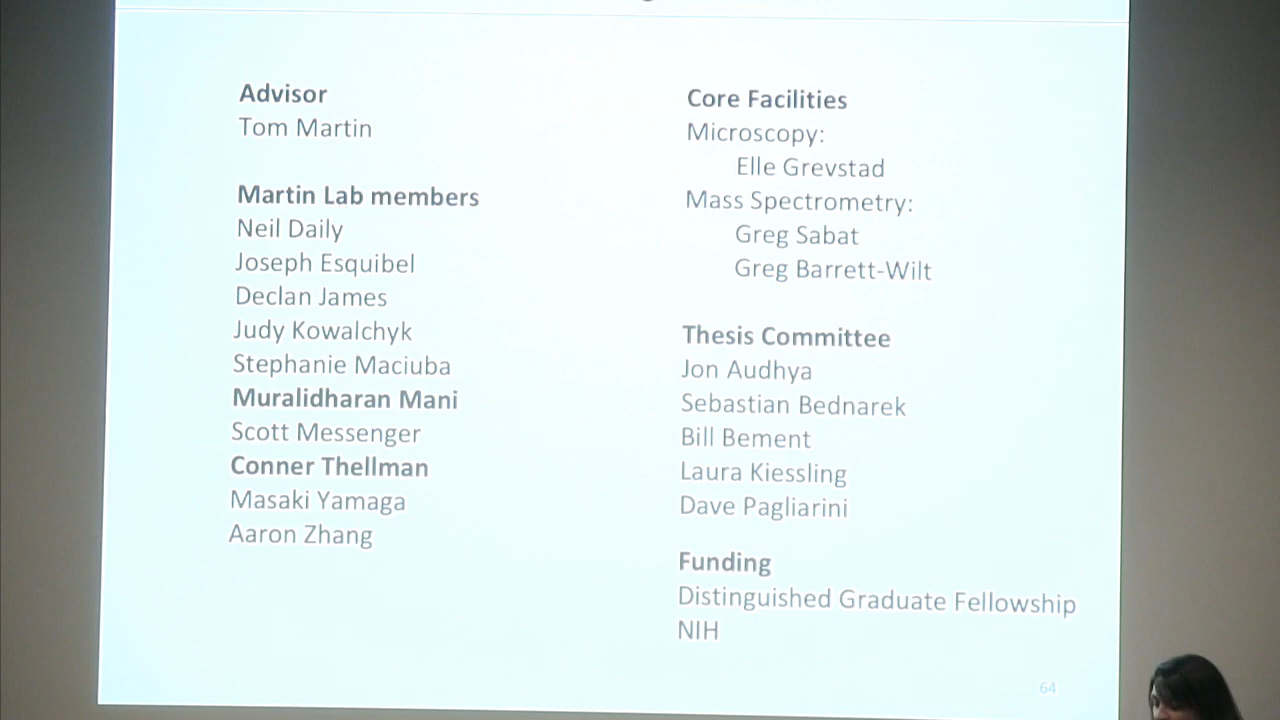 Advisor
Tom Martin
Martin Lab members
Neil Daily
Joseph Esquibel
Declan James
Judy Kowalchyk
Stephanie Maciuba
Muralidharan Mani
Scott Messenger
Conner Thellman
Masaki Yamaga
Aaron Zhang
Core Facilities
Microscopy:
Elle Grevstad
Mass Spectrometry:
Greg Sabat
Greg Barrett-Wilt
Thesis Committee
Jon Audhya
Sebastian Bednarek
Bill Bement
Laura Kiessling
Dave Pagliarini
Funding
Distinguished Graduate Fellowship
NIH
64